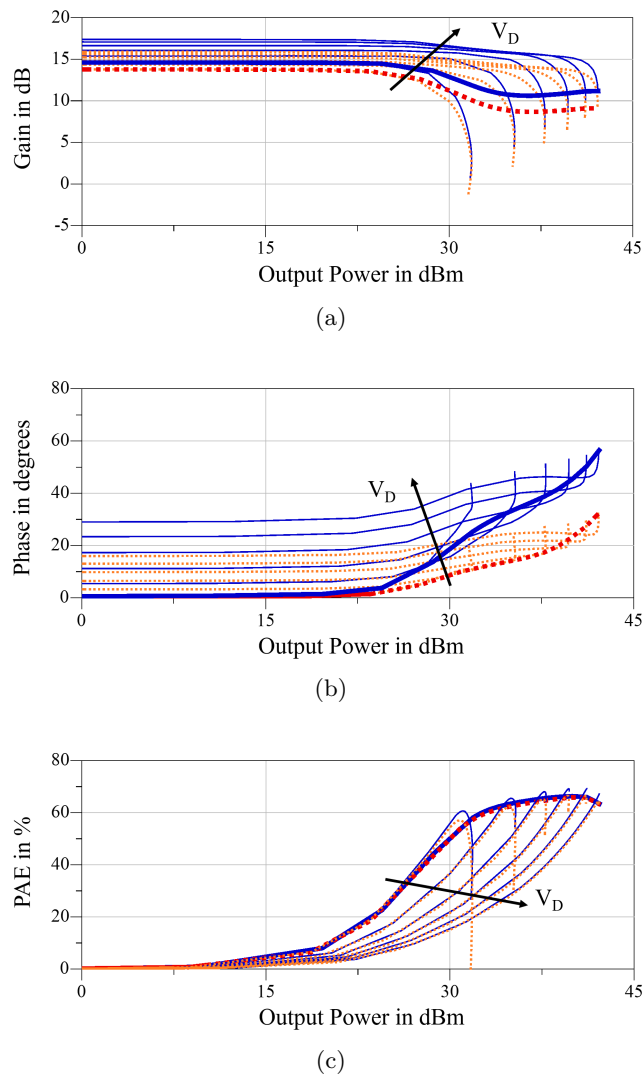 20
15
10
5
0
-5
Gain in dB
V_D
0
15
30
45
Output Power in dBm
(a)
80
60
40
20
0
Phase in degrees
V_D
0
15
30
45
Output Power in dBm
(b)
80
60
40
20
0
PAE in %
V_D
0
15
30
45
Output Power in dBm
(c)